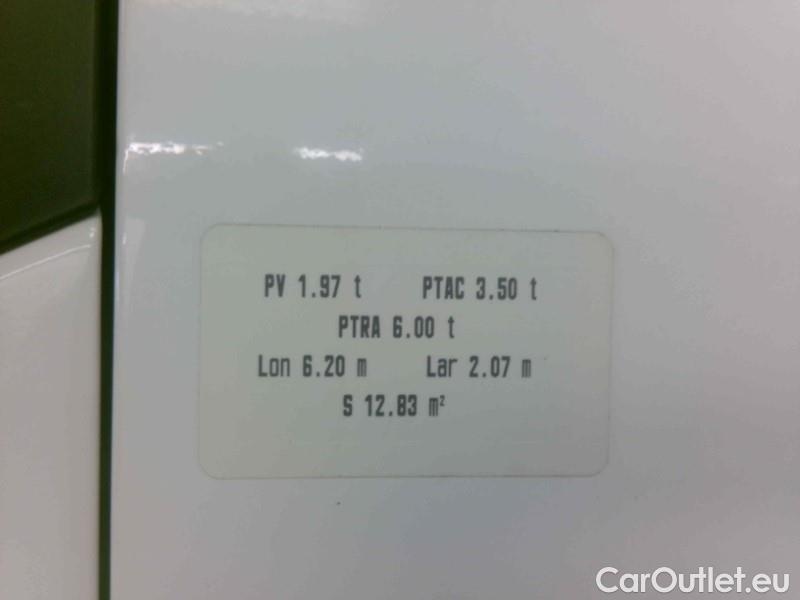 PV 1.97 t PTAC 3.50 t
PTRA 6.00 t
Lon 6.20 m Lar 2.07 m
S 12.83 m²
CarOutlet.eu